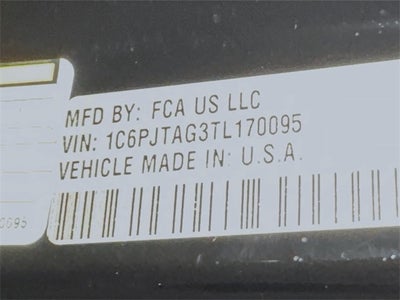 MFD BY: FCA US LLC
VIN: 1C6PJTAG3TL170095
VEHICLE MADE IN: U.S.A.